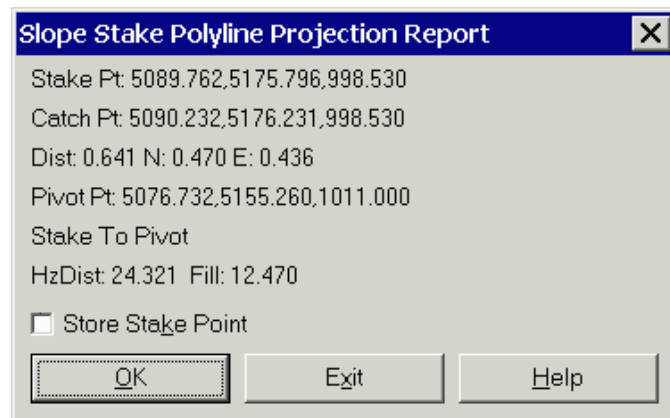 Slope Stake Polyline Projection Report
Stake Pt: 5089.762,5175.796,998.530
Catch Pt: 5090.232,5176.231,998.530
Dist: 0.641 N: 0.470 E: 0.436
Pivot Pt: 5076.732,5155.260,1011.000
Stake To Pivot
HzDist: 24.321 Fill: 12.470
Store Stake Point
OK Exit Help